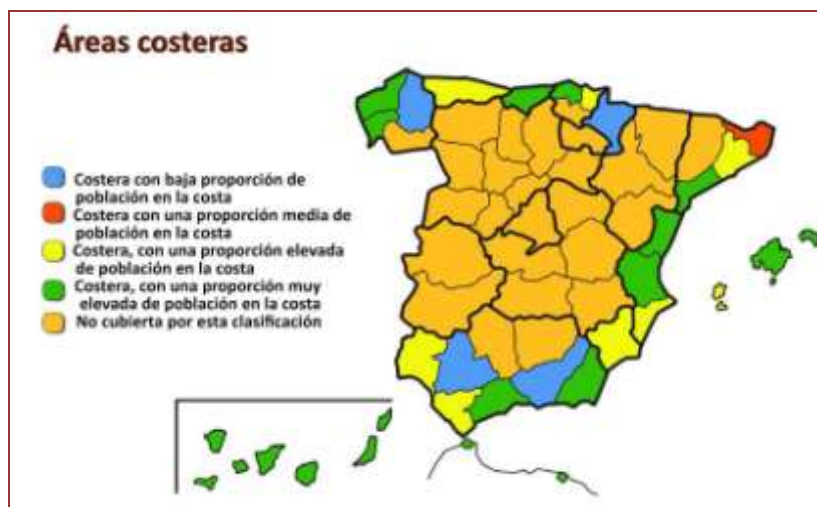 Áreas costeras
Costera con baja proporción de
población en la costa
Costera con una proporción media de
población en la costa
Costera, con una proporción elevada
de población en la costa
Costera, con una proporción muy
elevada de población en la costa
No cubierta por esta clasificación